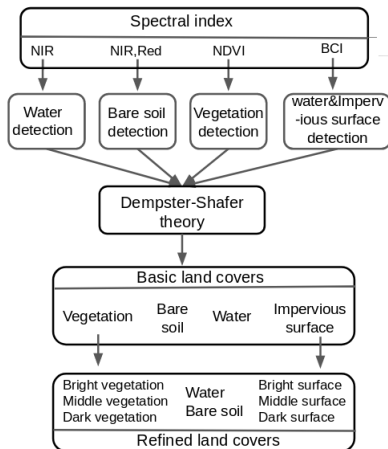 Spectral index
NIR NIR,Red NDVI BCI
Water
detection
Bare soil
detection
Vegetation
detection
water&Imperv
-ious surface
detection
Dempster-Shafer
theory
Basic land covers
Vegetation
Bare
soil
Water
Impervious
surface
Bright vegetation
Middle vegetation
Dark vegetation
Water
Bare soil
Bright surface
Middle surface
Dark surface
Refined land covers